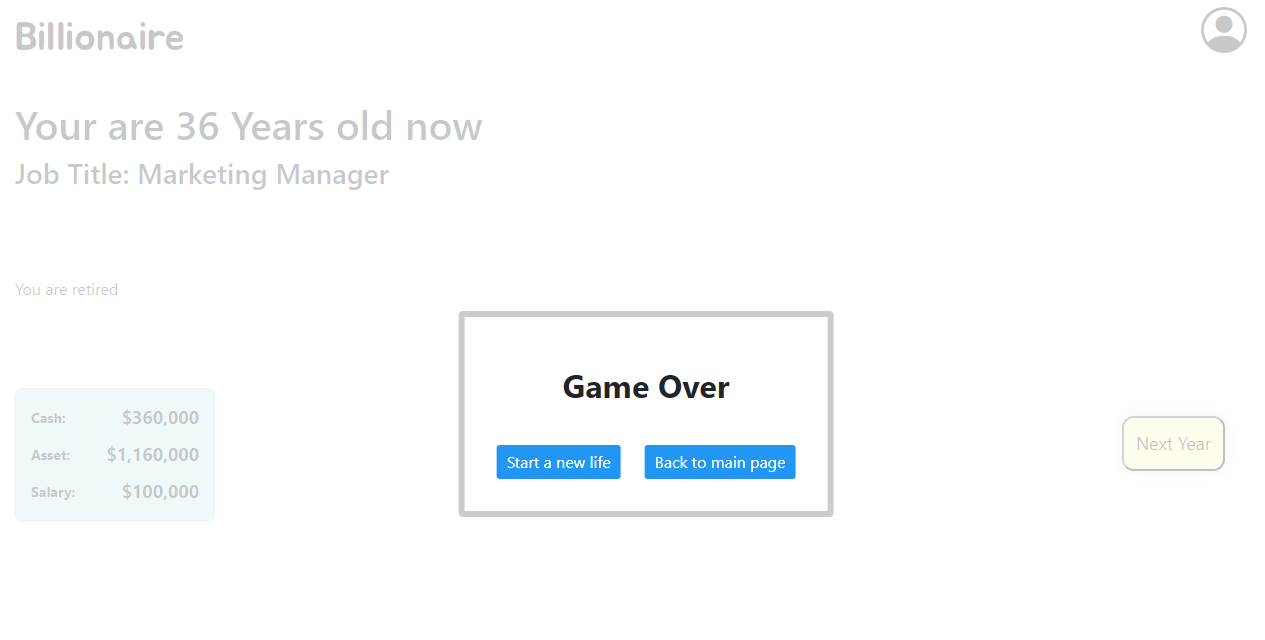 Billionaire
Your are 36 Years old now
Job Title: Marketing Manager
You are retired
Game Over
Start a new life Back to main page
Cash: $360,000
Asset: $1,160,000
Salary: $100,000
Next Year